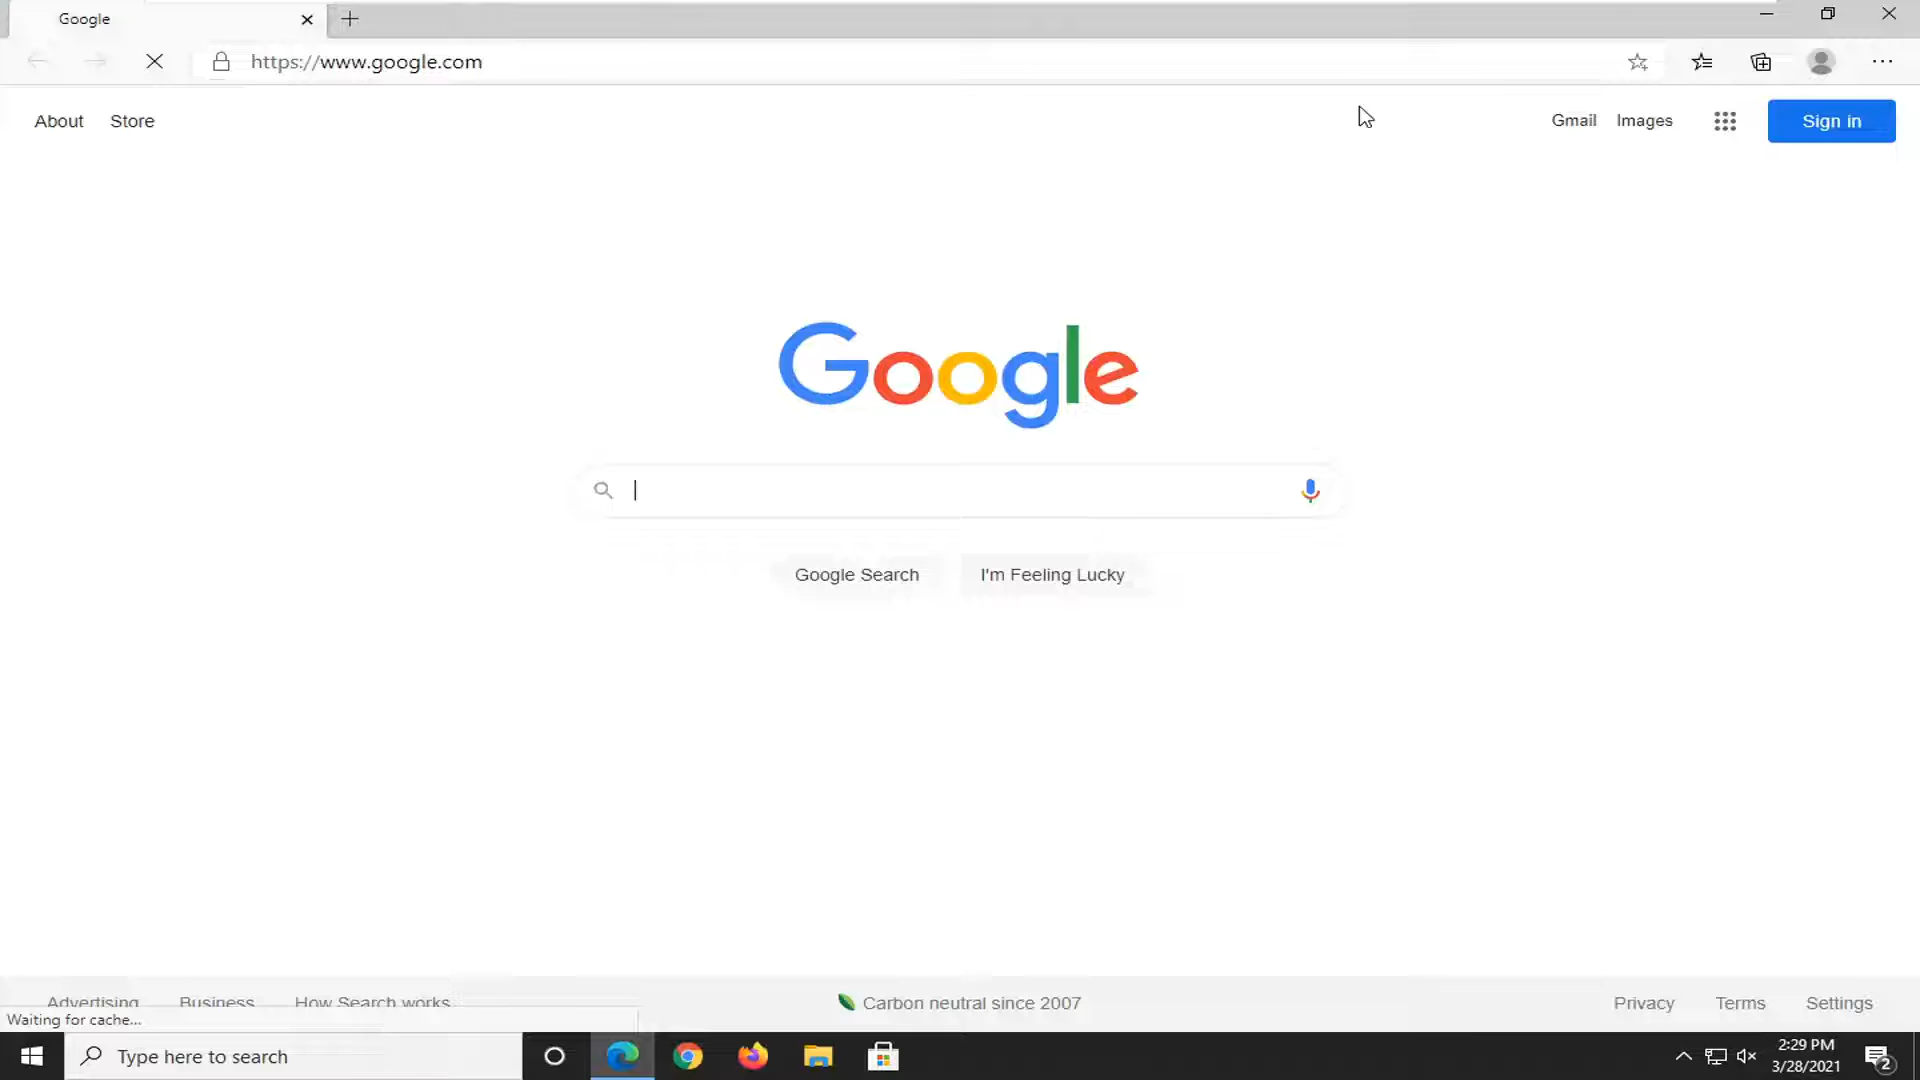 Google
https://www.google.com
About Store Gmail Images Sign in
Google
Google Search I'm Feeling Lucky
Advertising Business How Search works Carbon neutral since 2007 Privacy Terms Settings
Waiting for cache...
Type here to search
2:29 PM
3/28/2021
2